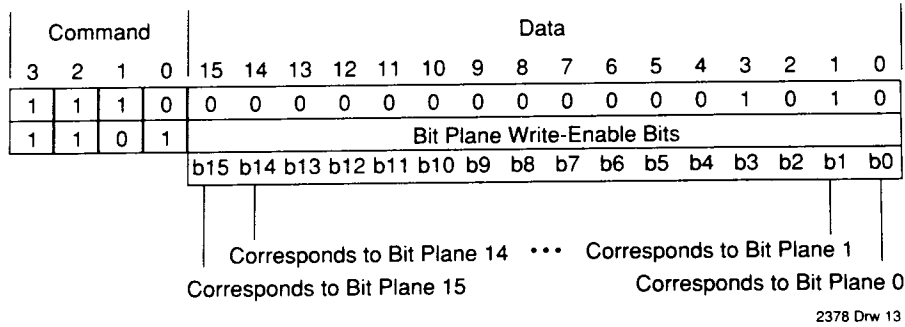 Command Data
3 2 1 0 15 14 13 12 11 10 9 8 7 6 5 4 3 2 1 0
1 1 1 0 0 0 0 0 0 0 0 0 0 0 0 0 1 0 1 0
1 1 0 1 Bit Plane Write-Enable Bits
b15 b14 b13 b12 b11 b10 b9 b8 b7 b6 b5 b4 b3 b2 b1 b0
Corresponds to Bit Plane 14 ••• Corresponds to Bit Plane 1
Corresponds to Bit Plane 15 Corresponds to Bit Plane 0
2378 Drw 13